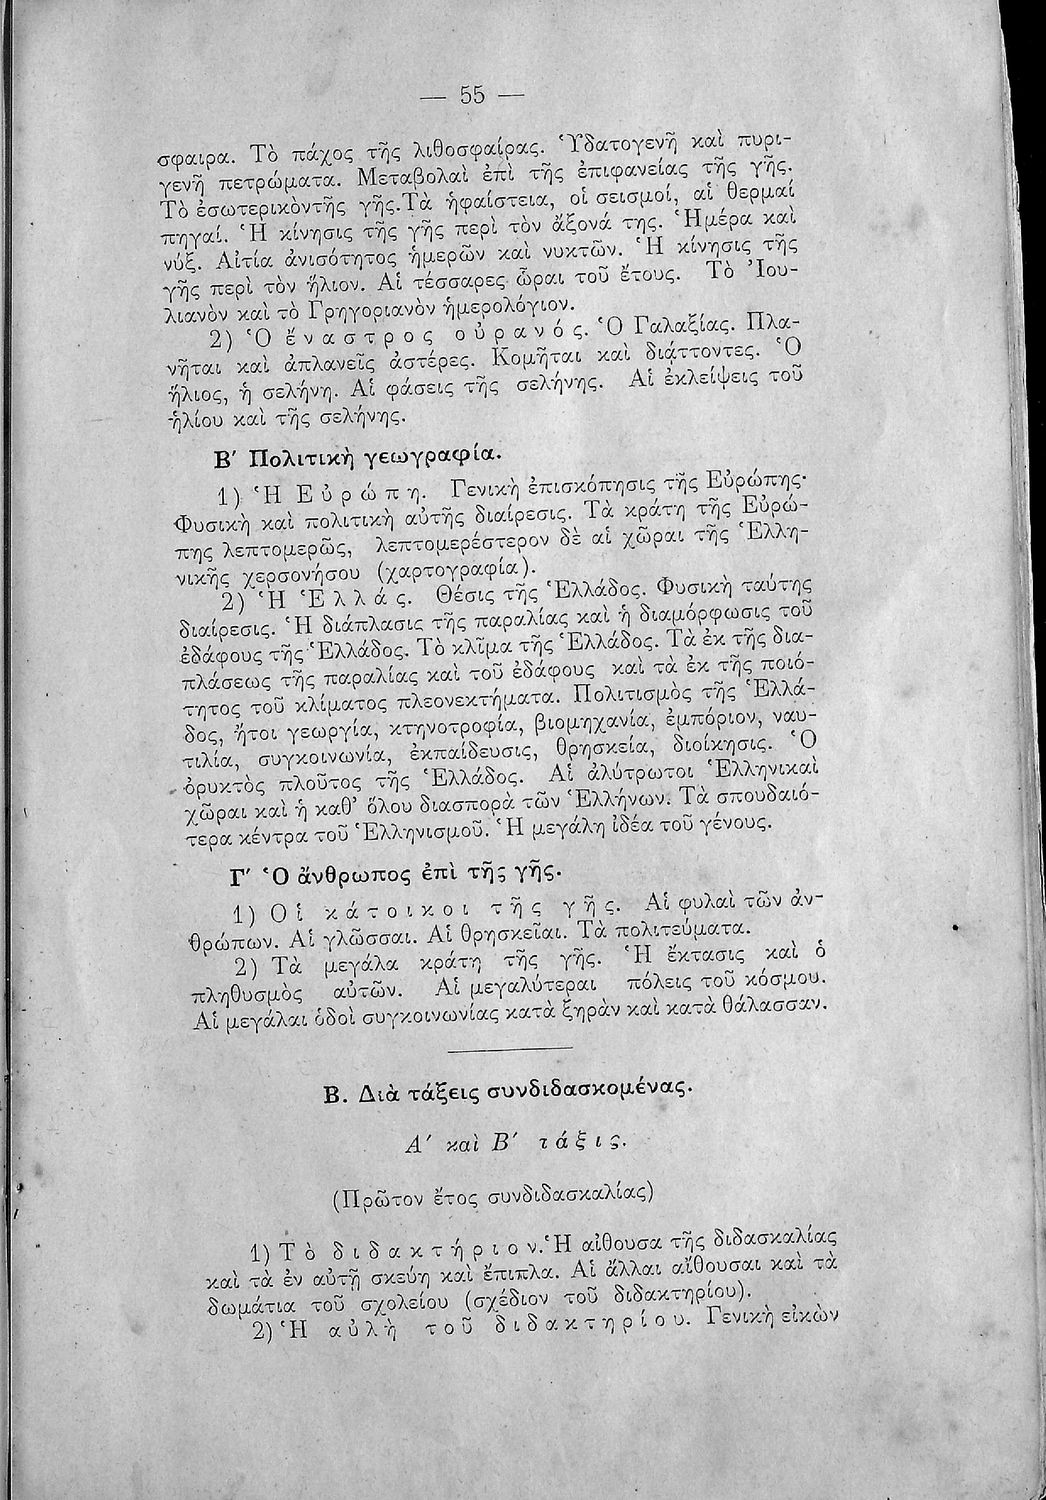 — 55 —
σφαιρα. Τὸ πάχος τῆς λιθοσφαίρας. Ὑδατογενῆ καὶ πυρι-
γενῆ πετρώματα. Μεταβολαὶ ἐπὶ τῆς ἐπιφανείας τῆς γῆς.
Τὸ ἐσωτερικὸντῆς γῆς.Τὰ ἡφαίστεια, οἱ σεισμοί, αἱ θερμαί
πηγαί. Ἡ κίνησις τῆς γῆς περὶ τὸν ἄξονά της. Ἡμέρα καὶ
νύξ. Αἰτία ἀνισότητος ἡμερῶν καὶ νυκτῶν. Ἡ κίνησις τῆς
γῆς περὶ τὸν ἥλιον. Αἱ τέσσαρες ὧραι τοῦ ἔτους. Τὸ Ἰου-
λιανὸν καὶ τὸ Γρηγοριανὸν ἡμερολόγιον.
2) Ὁ ἔναστρος οὐρανός. Ὁ Γαλαξίας. Πλα-
νῆται καὶ ἀπλανεῖς ἀστέρες. Κομῆται καὶ διάττοντες. Ὁ
ἥλιος, ἡ σελήνη. Αἱ φάσεις τῆς σελήνης. Αἱ ἐκλείψεις τοῦ
ἡλίου καὶ τῆς σελήνης.
Β′ Πολιτικὴ γεωγραφία.
1) Ἡ Εὐρώπη. Γενικὴ ἐπισκόπησις τῆς Εὐρώπης·
Φυσικὴ καὶ πολιτικὴ αὐτῆς διαίρεσις. Τὰ κράτη τῆς Εὐρώ-
πης λεπτομερῶς, λεπτομερέστερον δὲ αἱ χῶραι τῆς Ἑλλη-
νικῆς χερσονήσου (χαρτογραφία).
2) Ἡ Ἑλλάς. Θέσις τῆς Ἑλλάδος. Φυσικὴ ταύτης
διαίρεσις. Ἡ διάπλασις τῆς παραλίας καὶ ἡ διαμόρφωσις τοῦ
ἐδάφους τῆς Ἑλλάδος. Τὸ κλῖμα τῆς Ἑλλάδος. Τὰ ἐκ τῆς δια-
πλάσεως τῆς παραλίας καὶ τοῦ ἐδάφους καὶ τὰ ἐκ τῆς ποιό-
τητος τοῦ κλίματος πλεονεκτήματα. Πολιτισμὸς τῆς Ἑλλά-
δος, ἤτοι γεωργία, κτηνοτροφία, βιομηχανία, ἐμπόριον, ναυ-
τιλία, συγκοινωνία, ἐκπαίδευσις, θρησκεία, διοίκησις. Ὁ
ὀρυκτὸς πλοῦτος τῆς Ἑλλάδος. Αἱ ἀλύτρωτοι Ἑλληνικαὶ
χῶραι καὶ ἡ καθ' ὅλου διασπορὰ τῶν Ἑλλήνων. Τὰ σπουδαιό-
τερα κέντρα τοῦ Ἑλληνισμοῦ. Ἡ μεγάλη ἰδέα τοῦ γένους.
Γ′ Ὁ ἄνθρωπος ἐπὶ τῆς γῆς.
1) Οἱ κάτοικοι τῆς γῆς. Αἱ φυλαὶ τῶν ἀν-
θρώπων. Αἱ γλῶσσαι. Αἱ θρησκεῖαι. Τὰ πολιτεύματα.
2) Τὰ μεγάλα κράτη τῆς γῆς. Ἡ ἔκτασις καὶ ὁ
πληθυσμὸς αὐτῶν. Αἱ μεγαλύτεραι πόλεις τοῦ κόσμου.
Αἱ μεγάλαι ὁδοὶ συγκοινωνίας κατὰ ξηρὰν καὶ κατὰ θάλασσαν.
Β. Διὰ τάξεις συνδιδασκομένας.
Α′ καὶ Β′ τάξις.
(Πρῶτον ἔτος συνδιδασκαλίας)
1) Τὸ διδακτήριον. Ἡ αἴθουσα τῆς διδασκαλίας
καὶ τὰ ἐν αὐτῇ σκεύη καὶ ἔπιπλα. Αἱ ἄλλαι αἴθουσαι καὶ τὰ
δωμάτια τοῦ σχολείου (σχέδιον τοῦ διδακτηρίου).
2) Ἡ αὐλὴ τοῦ διδακτηρίου. Γενικὴ εἰκὼν